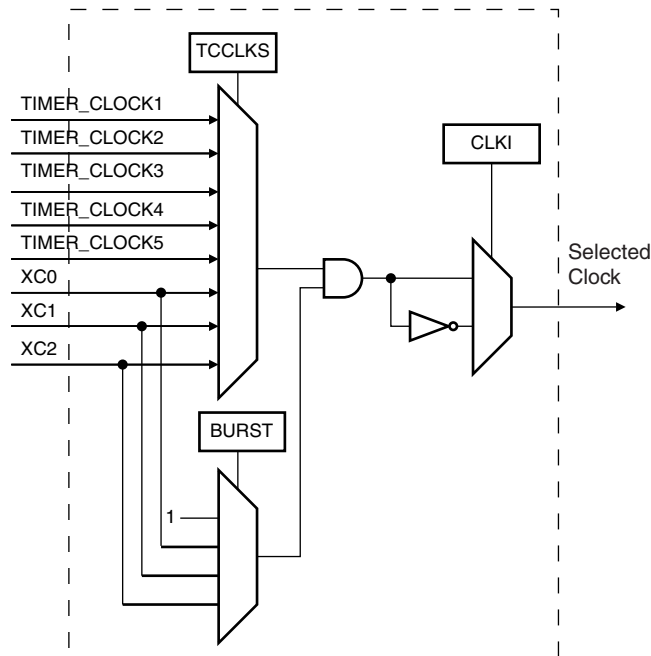 TCCLKS
TIMER_CLOCK1
TIMER_CLOCK2
TIMER_CLOCK3
TIMER_CLOCK4
TIMER_CLOCK5
XC0
XC1
XC2
CLKI
Selected
Clock
BURST
1